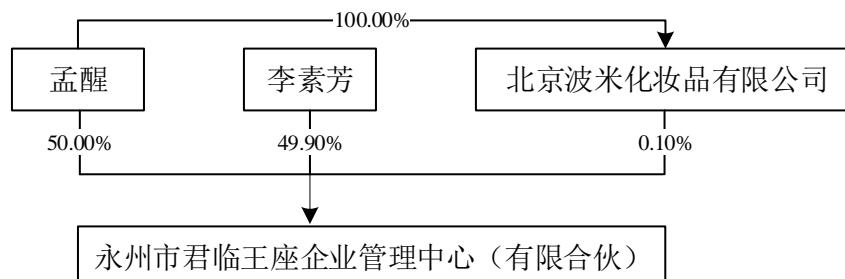 100.00%
孟醒 李素芳 北京波米化妆品有限公司
50.00% 49.90% 0.10%
永州市君临王座企业管理中心（有限合伙）